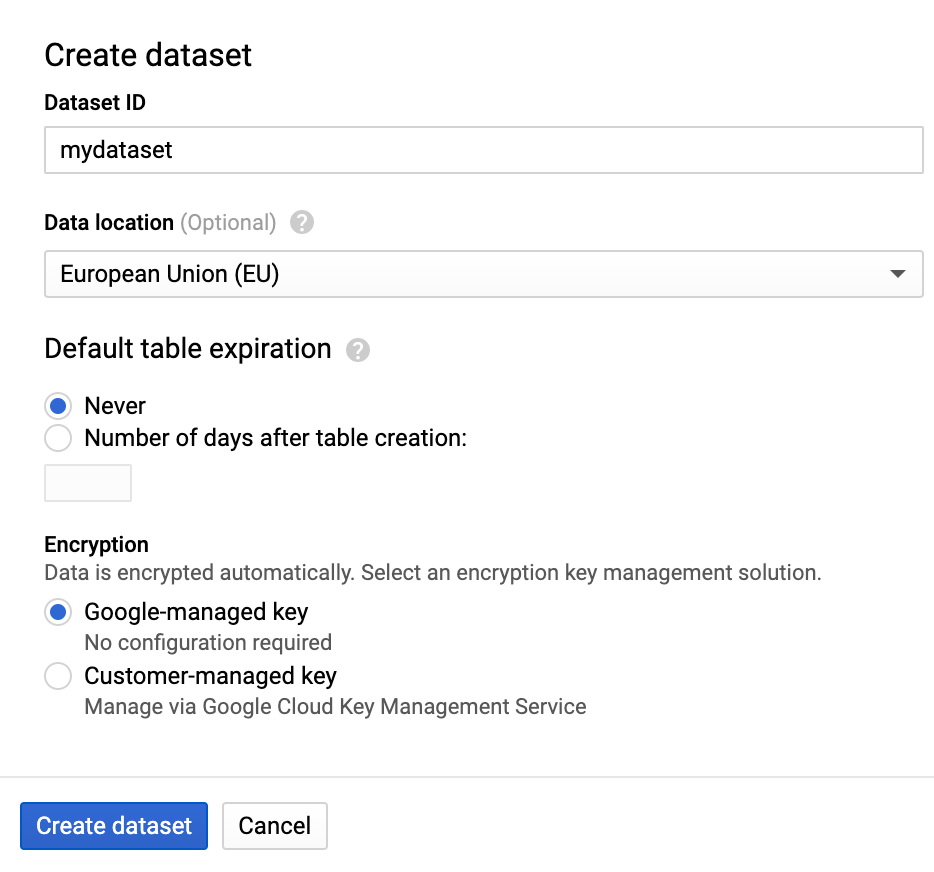 Create dataset
Dataset ID
mydataset
Data location (Optional) ?
European Union (EU)
Default table expiration ?
Never
Number of days after table creation:
Encryption
Data is encrypted automatically. Select an encryption key management solution.
Google-managed key
No configuration required
Customer-managed key
Manage via Google Cloud Key Management Service
Create dataset Cancel